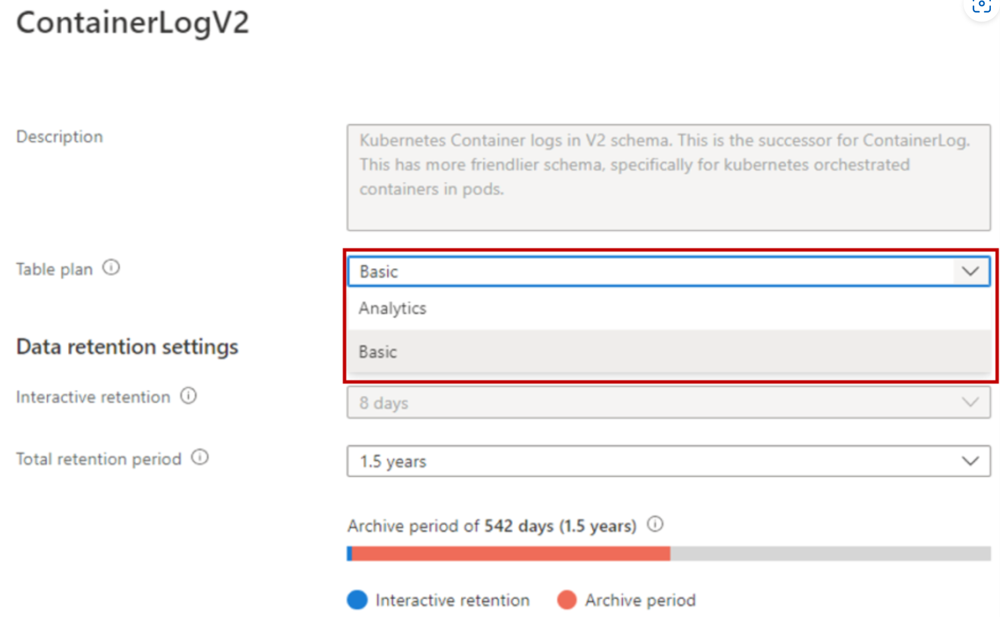 ContainerLogV2
Description
Kubernetes Container logs in V2 schema. This is the successor for ContainerLog.
This has more friendlier schema, specifically for kubernetes orchestrated
containers in pods.
Table plan
Basic
Analytics
Basic
Data retention settings
Interactive retention
8 days
Total retention period
1.5 years
Archive period of 542 days (1.5 years)
Interactive retention
Archive period